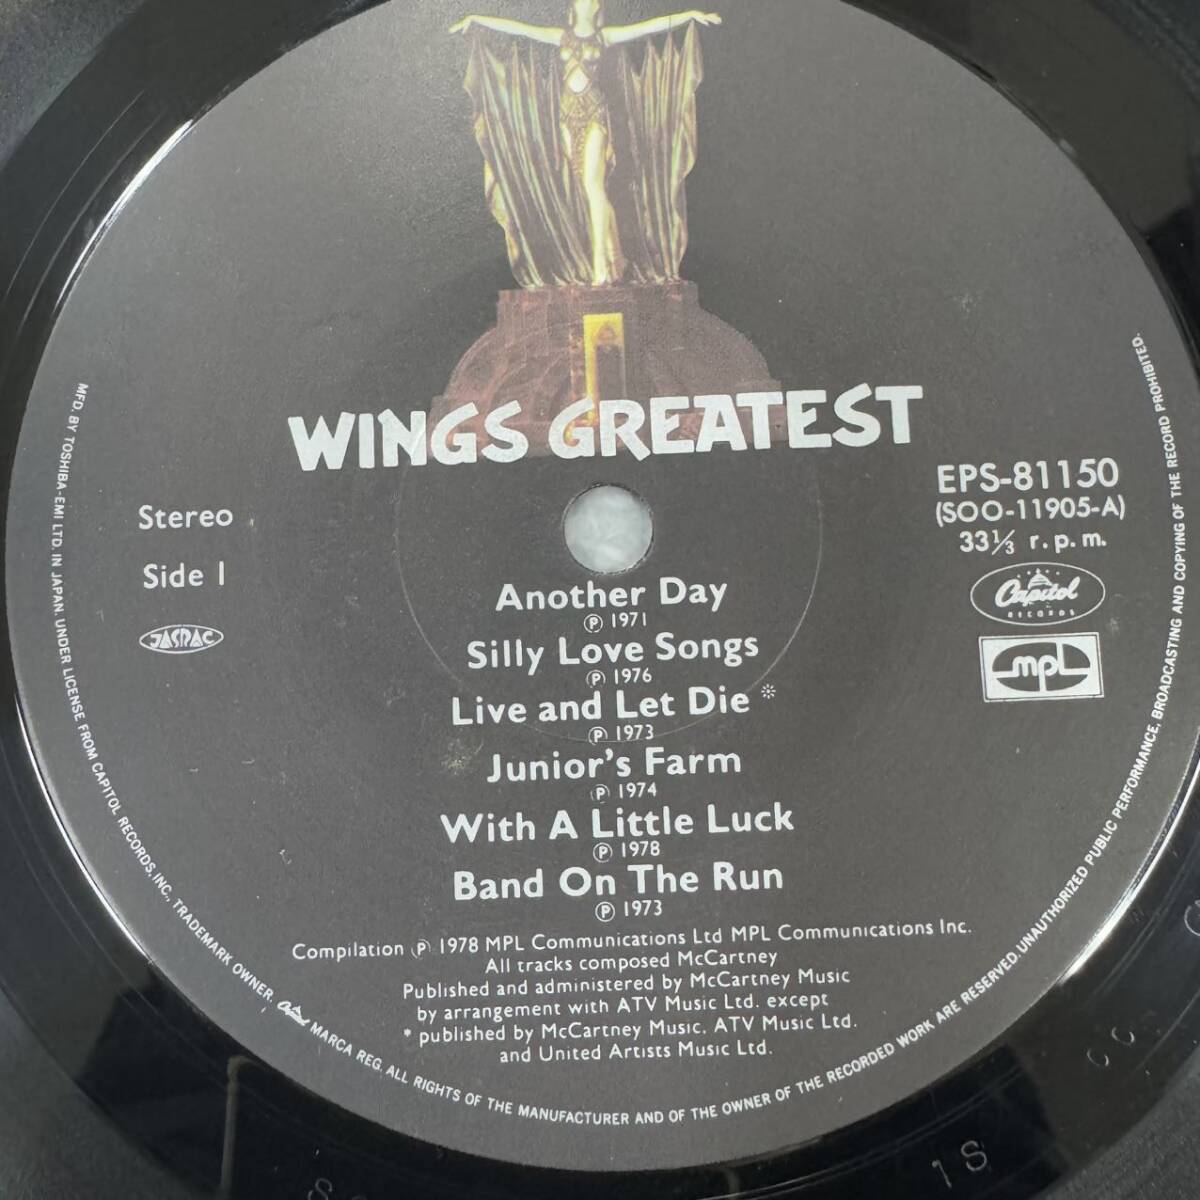 WINGS GREATEST
EPS-81150
(SOO-11905-A)
33⅓ r.p.m.
Stereo
Side 1
JASRAC
Capitol
RECORDS
mpl
Another Day
Ⓟ 1971
Silly Love Songs
Ⓟ 1976
Live and Let Die *
Ⓟ 1973
Junior's Farm
Ⓟ 1974
With A Little Luck
Ⓟ 1978
Band On The Run
Ⓟ 1973
Compilation Ⓟ 1978 MPL Communications Ltd MPL Communications Inc.
All tracks composed McCartney
Published and administered by McCartney Music
by arrangement with ATV Music Ltd. except
* published by McCartney Music. ATV Music Ltd.
and United Artists Music Ltd.
MFD. BY TOSHIBA-EMI LTD. IN JAPAN. UNDER LICENSE FROM CAPITOL RECORDS, INC., TRADEMARK OWNER. Capitol MARCA REG. ALL RIGHTS OF THE MANUFACTURER AND OF THE OWNER OF THE RECORDED WORK ARE RESERVED. UNAUTHORIZED PUBLIC PERFORMANCE, BROADCASTING AND COPYING OF THE RECORD PROHIBITED.
1S